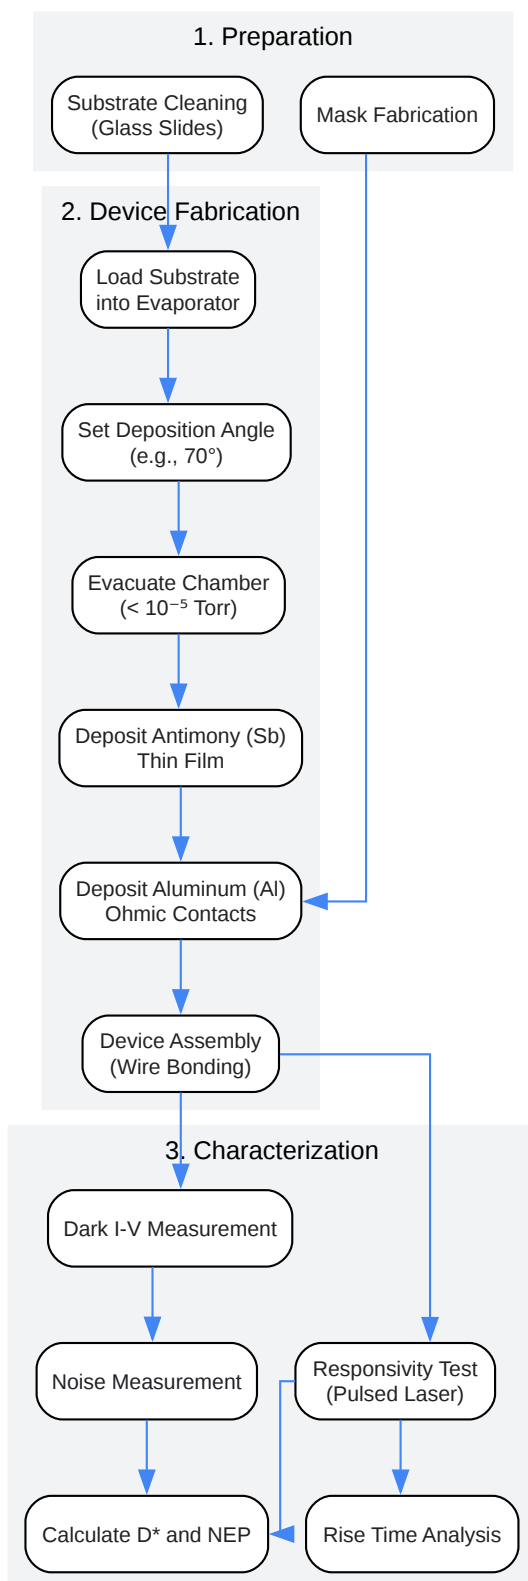 1. Preparation
Substrate Cleaning
(Glass Slides)
Mask Fabrication
2. Device Fabrication
Load Substrate
into Evaporator
Set Deposition Angle
(e.g., 70°)
Evacuate Chamber
(< 10⁻⁵ Torr)
Deposit Antimony (Sb)
Thin Film
Deposit Aluminum (Al)
Ohmic Contacts
Device Assembly
(Wire Bonding)
3. Characterization
Dark I-V Measurement
Noise Measurement
Responsivity Test
(Pulsed Laser)
Calculate D* and NEP
Rise Time Analysis